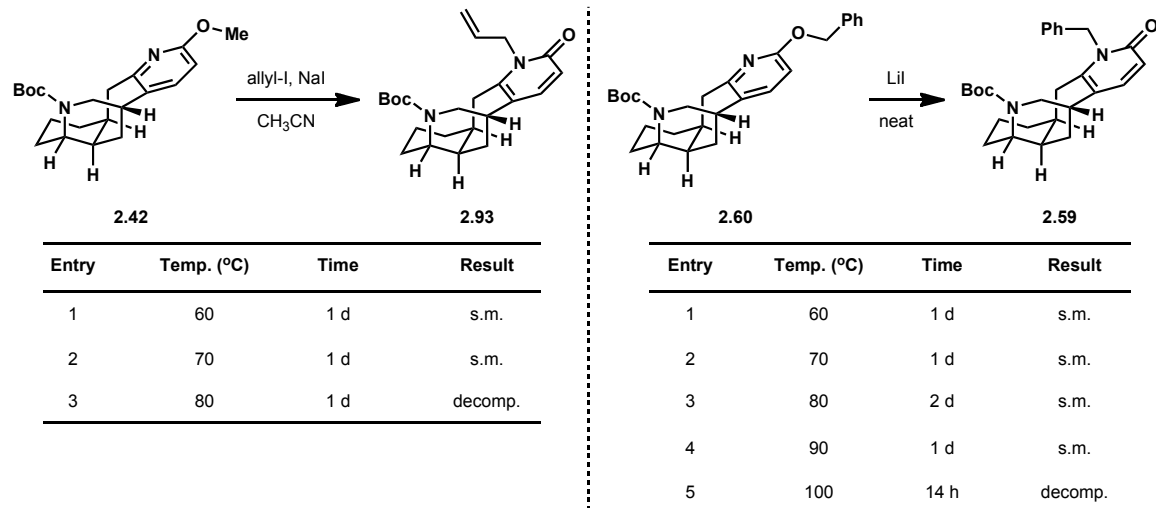 O
Me
N
Boc
N
H
H
H
2.42
allyl-I, NaI
CH₃CN
N
O
Boc
N
H
H
H
2.93
Entry Temp. (ºC) Time Result
1 60 1 d s.m.
2 70 1 d s.m.
3 80 1 d decomp.
Ph
O
N
Boc
N
H
H
H
2.60
LiI
neat
Ph
N
O
Boc
N
H
H
H
2.59
Entry Temp. (ºC) Time Result
1 60 1 d s.m.
2 70 1 d s.m.
3 80 2 d s.m.
4 90 1 d s.m.
5 100 14 h decomp.